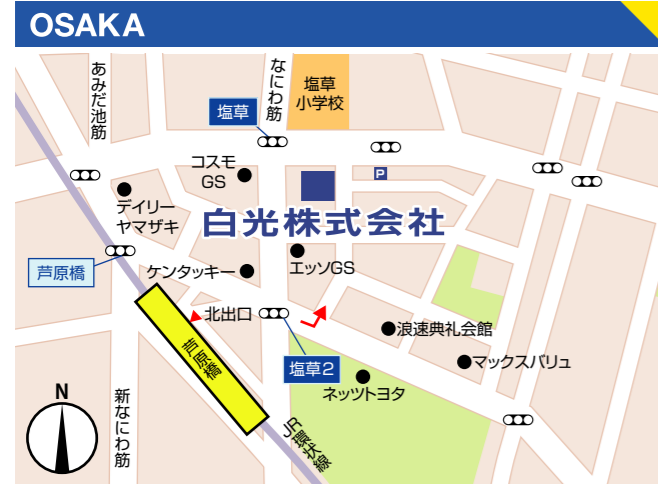 OSAKA
あみだ池筋
なにわ筋
塩草
小学校
塩草
コスモ
GS
P
デイリー
ヤマザキ
白光株式会社
芦原橋
ケンタッキー
エッソGS
北出口
浪速典礼会館
芦原橋
塩草2
マックスバリュ
ネッツトヨタ
N
新なにわ筋
JR環状線